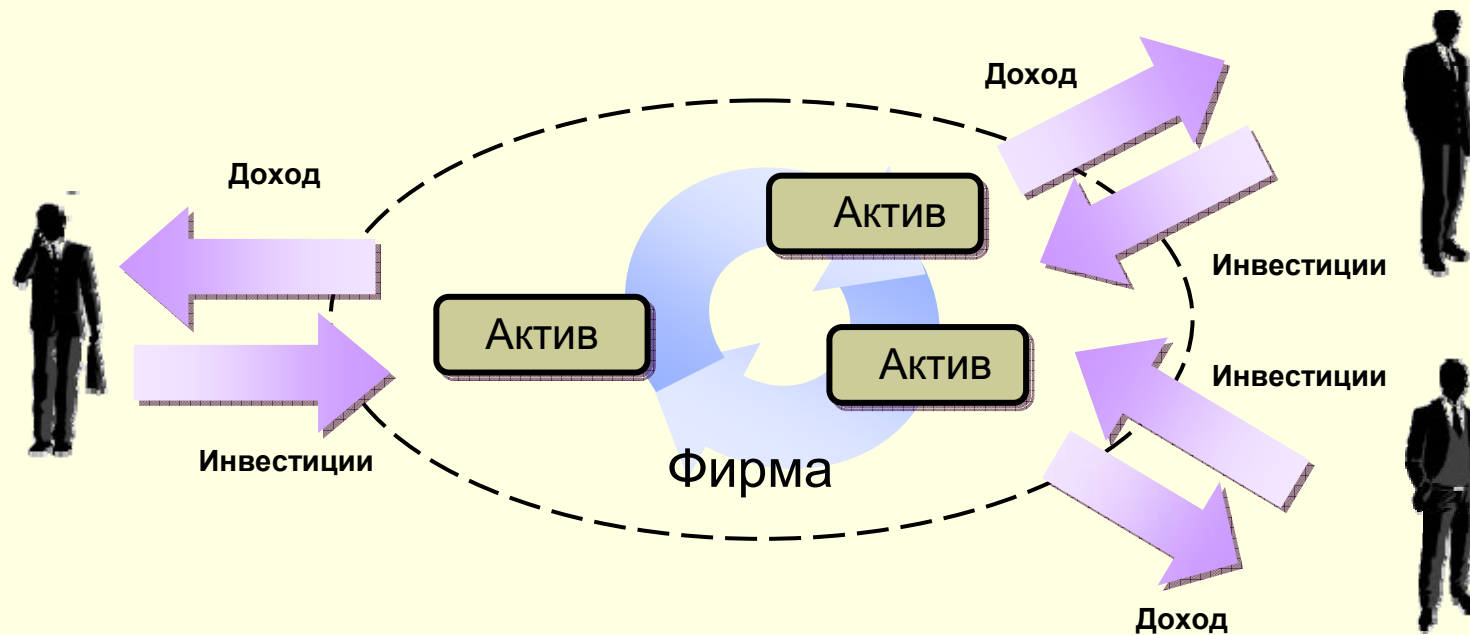 Доход
Доход
Актив
Инвестиции
Актив
Актив
Инвестиции
Инвестиции
Фирма
Доход